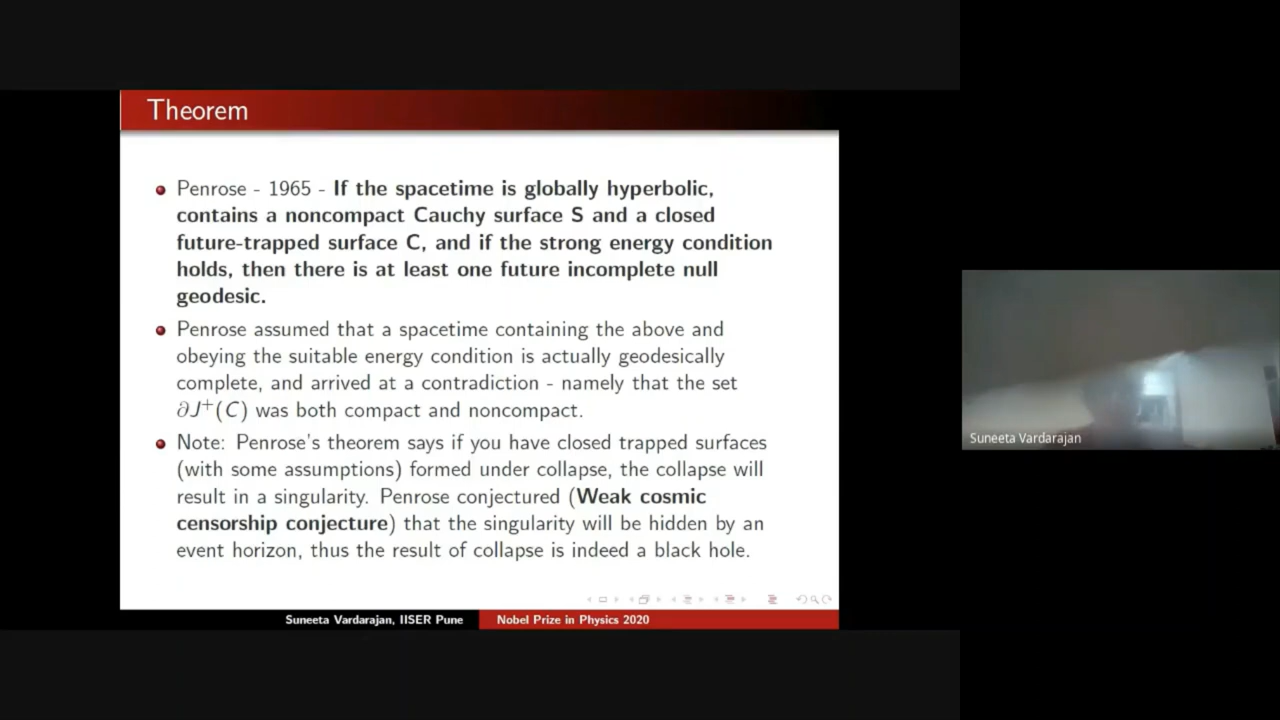 Theorem
Penrose - 1965 - If the spacetime is globally hyperbolic,
contains a noncompact Cauchy surface S and a closed
future-trapped surface C, and if the strong energy condition
holds, then there is at least one future incomplete null
geodesic.
Penrose assumed that a spacetime containing the above and
obeying the suitable energy condition is actually geodesically
complete, and arrived at a contradiction - namely that the set
∂J⁺(C) was both compact and noncompact.
Note: Penrose's theorem says if you have closed trapped surfaces
(with some assumptions) formed under collapse, the collapse will
result in a singularity. Penrose conjectured (Weak cosmic
censorship conjecture) that the singularity will be hidden by an
event horizon, thus the result of collapse is indeed a black hole.
Suneeta Vardarajan, IISER Pune
Nobel Prize in Physics 2020
Suneeta Vardarajan